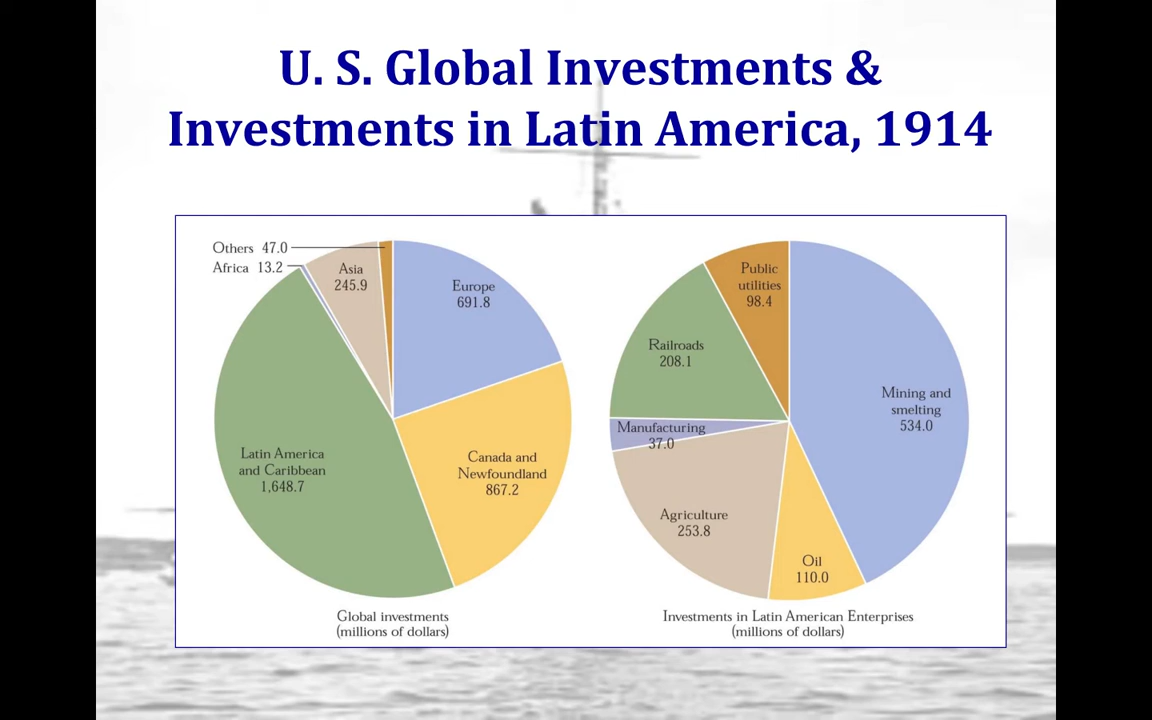 U. S. Global Investments &
Investments in Latin America, 1914
Others 47.0
Africa 13.2
Asia
245.9
Europe
691.8
Latin America
and Caribbean
1,648.7
Canada and
Newfoundland
867.2
Global investments
(millions of dollars)
Public
utilities
98.4
Railroads
208.1
Mining and
smelting
534.0
Manufacturing
37.0
Agriculture
253.8
Oil
110.0
Investments in Latin American Enterprises
(millions of dollars)